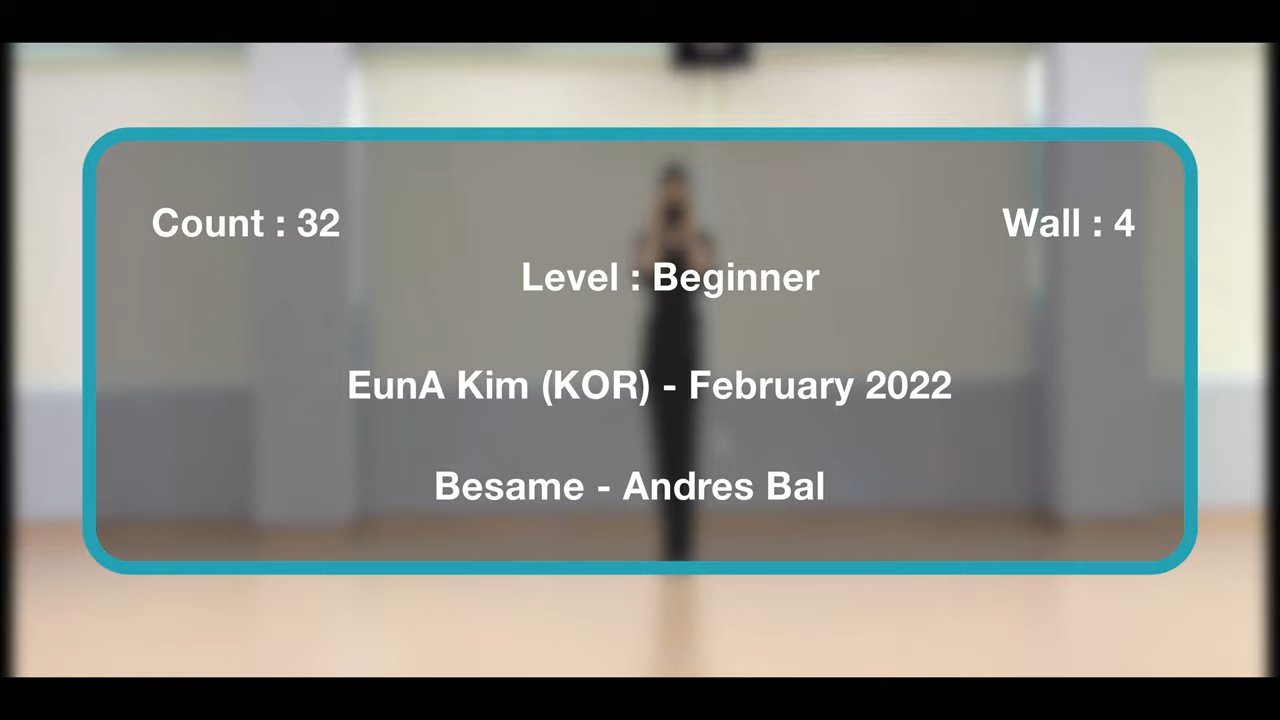 Count : 32
Wall : 4
Level : Beginner
EunA Kim (KOR) - February 2022
Besame - Andres Bal